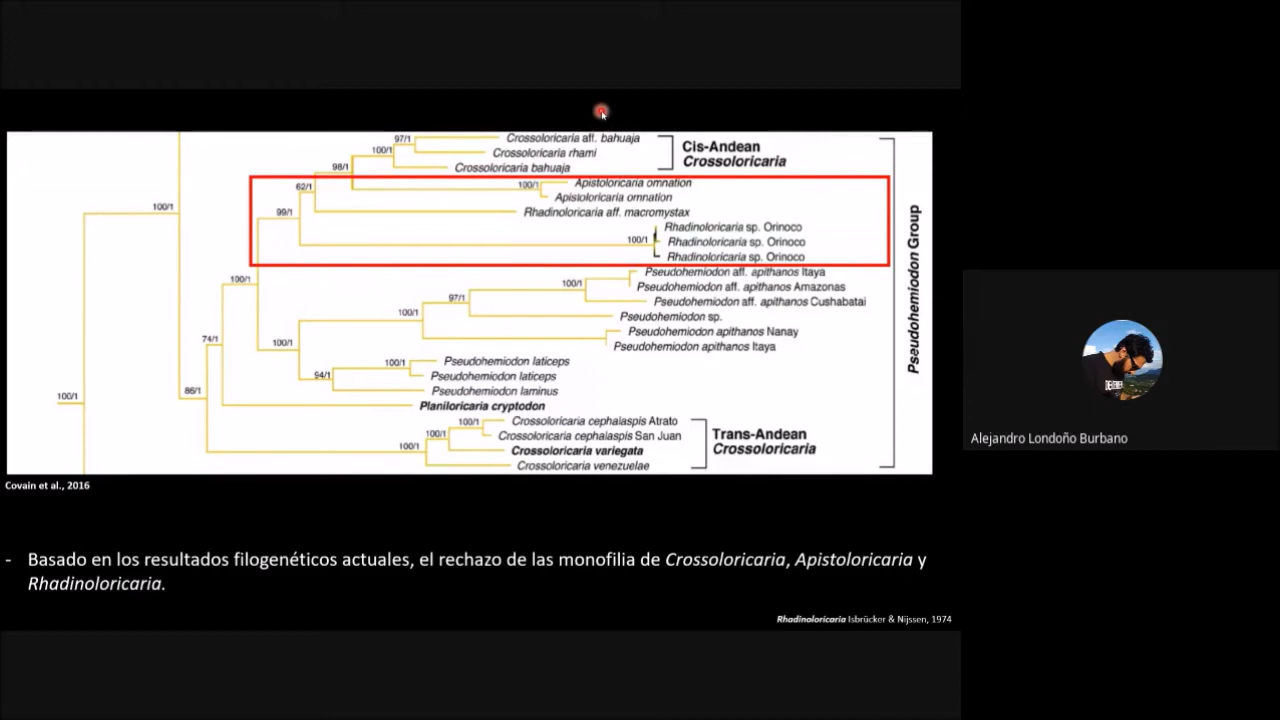 97/1
Crossoloricaria aff. bahuaja
100/1
Crossoloricaria rhami
Cis-Andean
Crossoloricaria
98/1
Crossoloricaria bahuaja
62/1
100/1
Apistoloricaria omnation
Apistoloricaria omnation
100/1
99/1
Rhadinoloricaria aff. macromystax
Rhadinoloricaria sp. Orinoco
100/1
Rhadinoloricaria sp. Orinoco
Rhadinoloricaria sp. Orinoco
Pseudohemiodon aff. apithanos Itaya
100/1
100/1
Pseudohemiodon aff. apithanos Amazonas
97/1
Pseudohemiodon aff. apithanos Cushabatai
100/1
Pseudohemiodon sp.
Pseudohemiodon apithanos Nanay
74/1
100/1
Pseudohemiodon apithanos Itaya
100/1
Pseudohemiodon laticeps
94/1
Pseudohemiodon laticeps
86/1
Pseudohemiodon laminus
100/1
Planiloricaria cryptodon
100/1
Crossoloricaria cephalaspis Atrato
100/1
Crossoloricaria cephalaspis San Juan
Trans-Andean
Crossoloricaria
100/1
Crossoloricaria variegata
Crossoloricaria venezuelae
Pseudohemiodon Group
Covain et al., 2016
- Basado en los resultados filogenéticos actuales, el rechazo de las monofilia de Crossoloricaria, Apistoloricaria y
Rhadinoloricaria.
Rhadinoloricaria Isbrücker & Nijssen, 1974
Alejandro Londoño Burbano